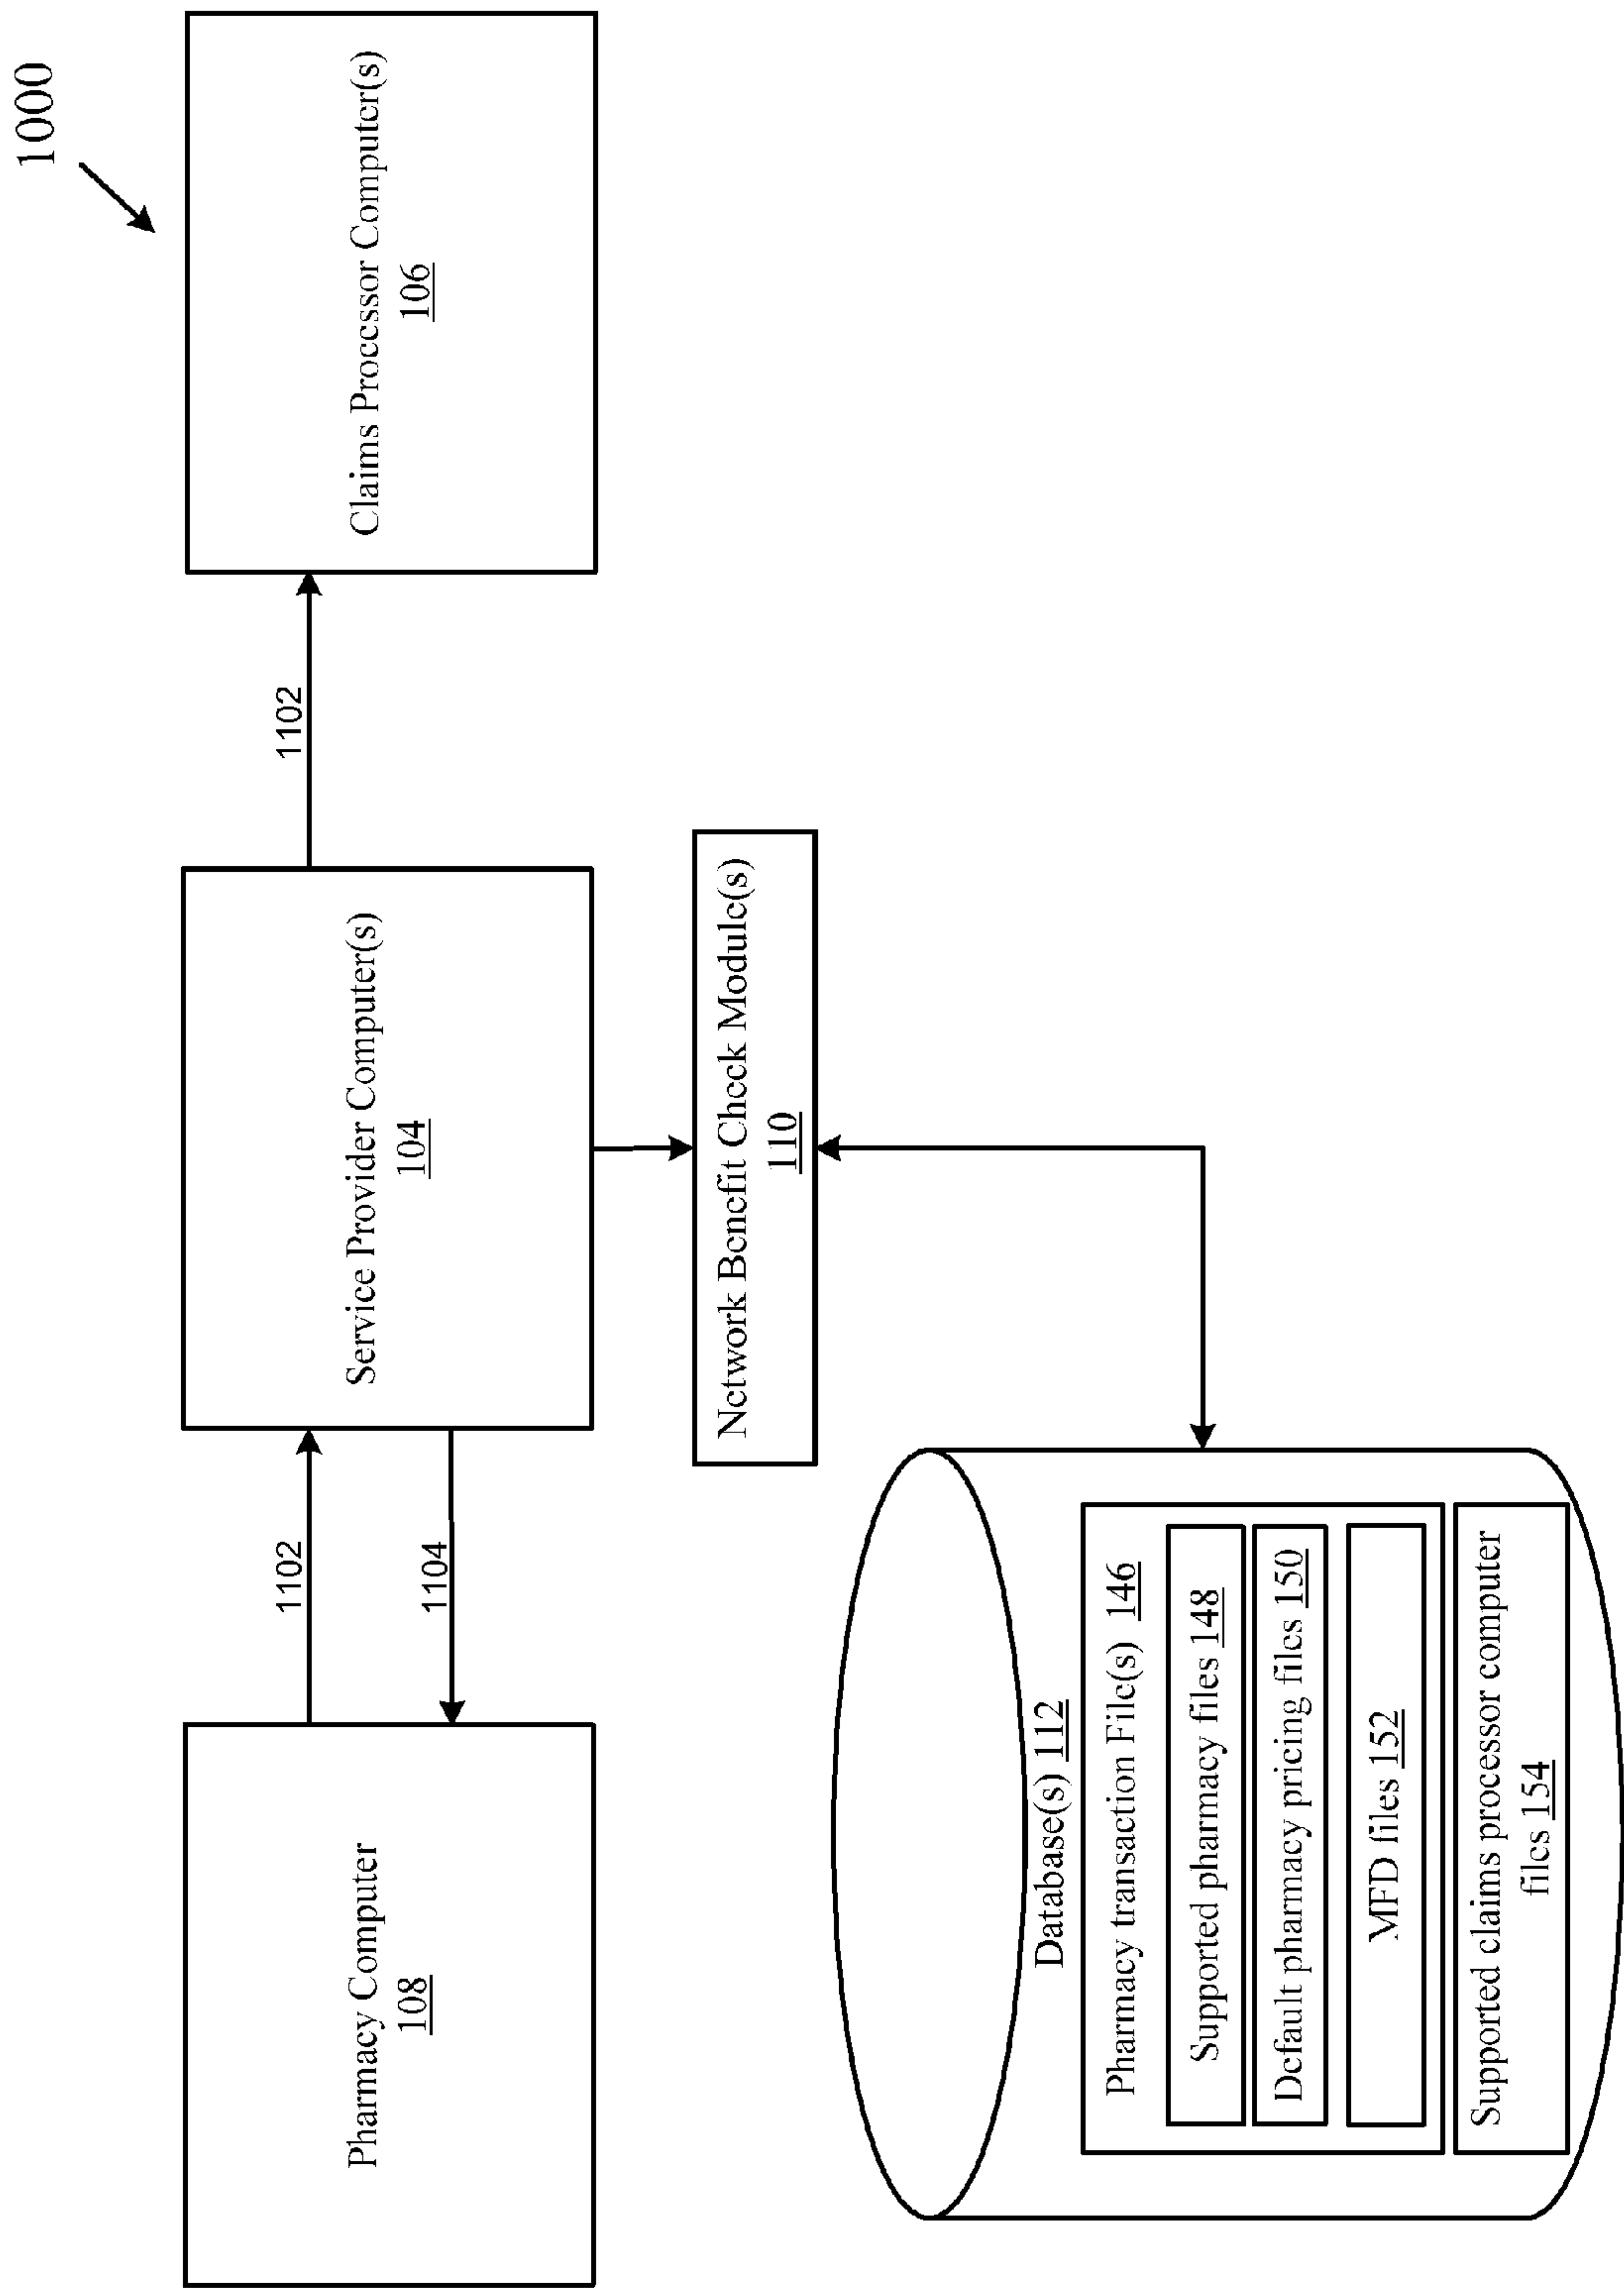 1000
Pharmacy Computer
108
1102
1104
Service Provider Computer(s)
104
1102
Claims Processor Computer(s)
106
Network Benefit Check Module(s)
110
Database(s) 112
Pharmacy transaction File(s) 146
Supported pharmacy files 148
Default pharmacy pricing files 150
MFD files 152
Supported claims processor computer
files 154